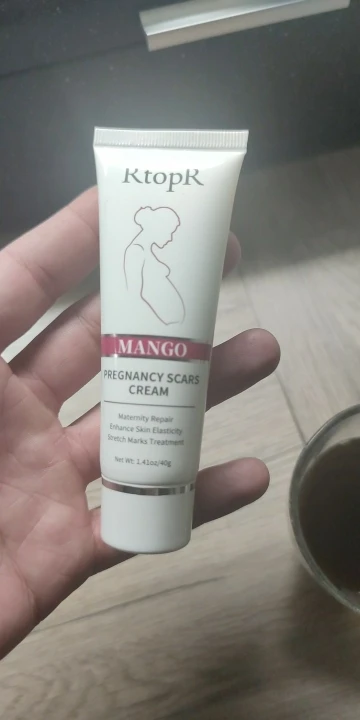 RtopR
MANGO
PREGNANCY SCARS
CREAM
Maternity Repair
Enhance Skin Elasticity
Stretch Marks Treatment
Net Wt: 1.41oz/40g